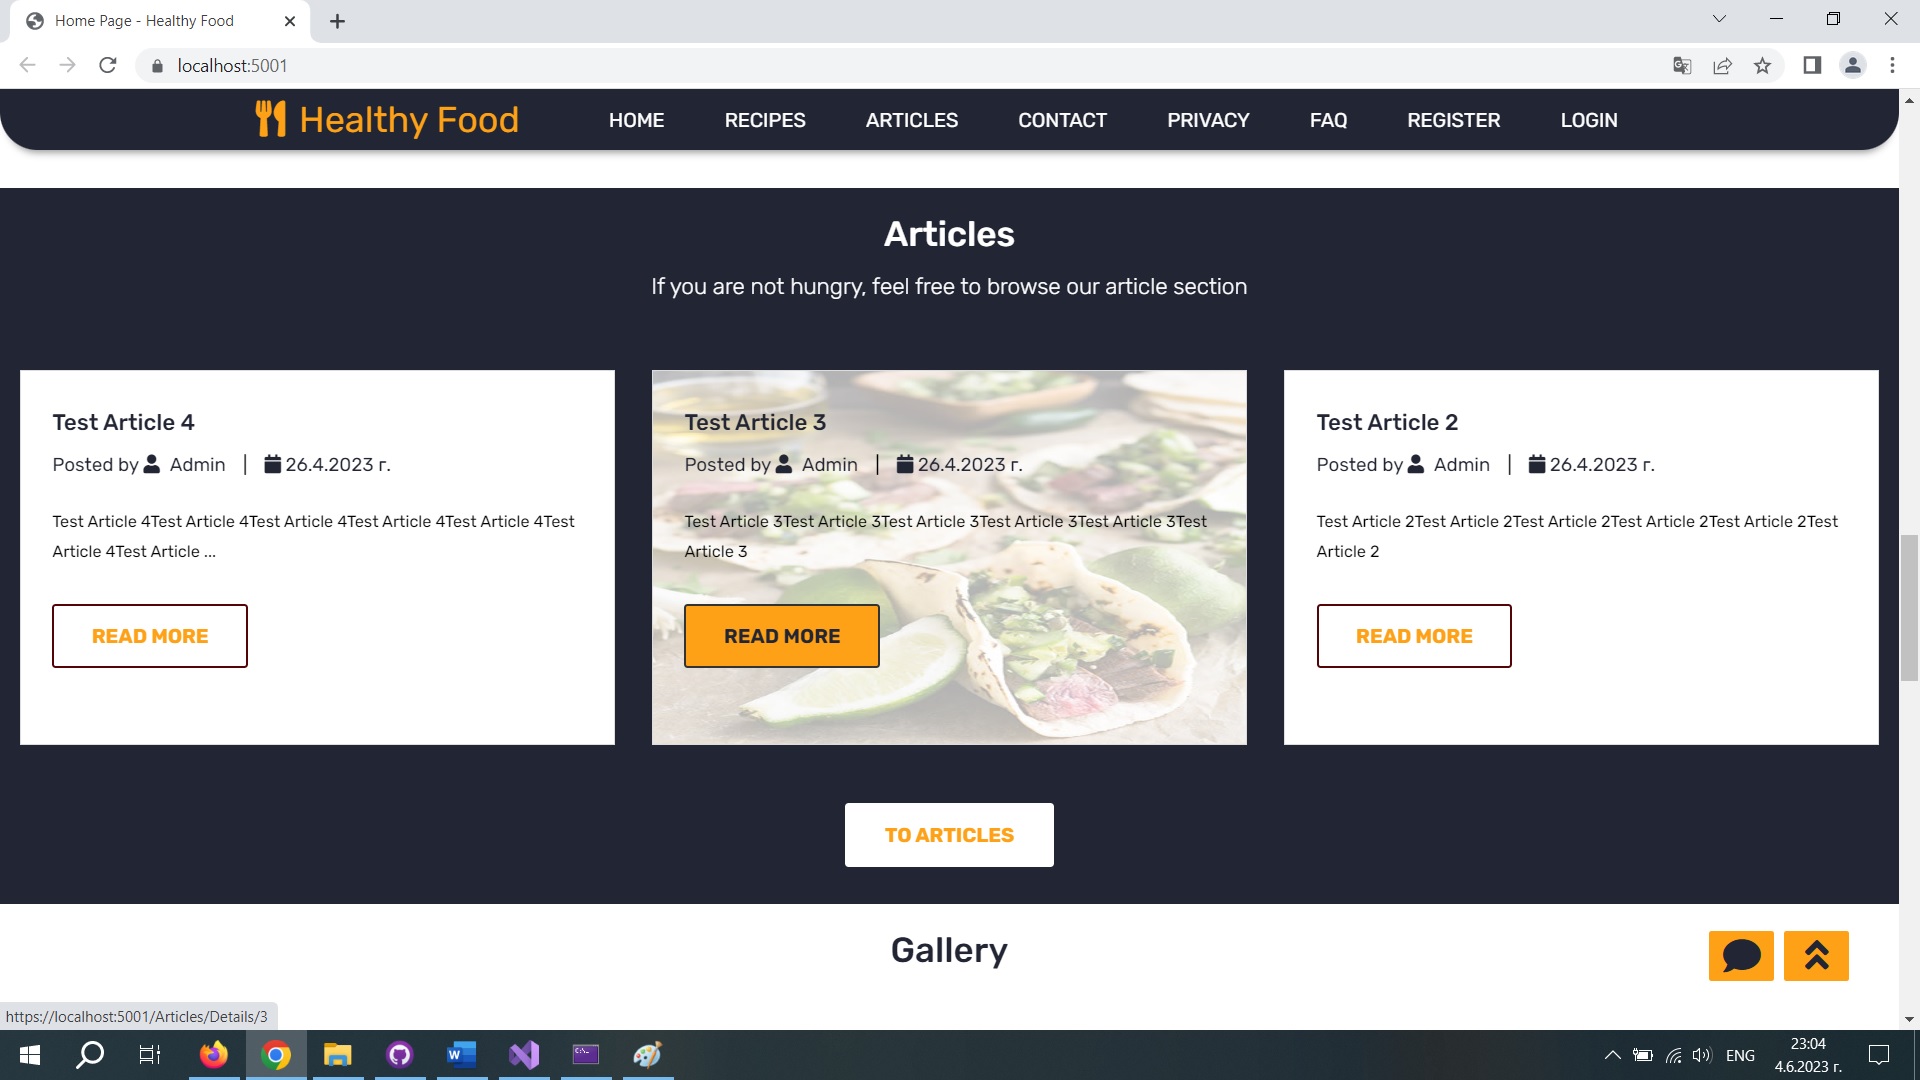 Home Page - Healthy Food
localhost:5001
Healthy Food HOME RECIPES ARTICLES CONTACT PRIVACY FAQ REGISTER LOGIN
Articles
If you are not hungry, feel free to browse our article section
Test Article 4
Posted by Admin | 26.4.2023 г.
Test Article 4Test Article 4Test Article 4Test Article 4Test Article 4Test
Article 4Test Article ...
READ MORE
Test Article 3
Posted by Admin | 26.4.2023 г.
Test Article 3Test Article 3Test Article 3Test Article 3Test Article 3Test
Article 3
READ MORE
Test Article 2
Posted by Admin | 26.4.2023 г.
Test Article 2Test Article 2Test Article 2Test Article 2Test Article 2Test
Article 2
READ MORE
TO ARTICLES
Gallery
https://localhost:5001/Articles/Details/3
ENG
23:04
4.6.2023 г.